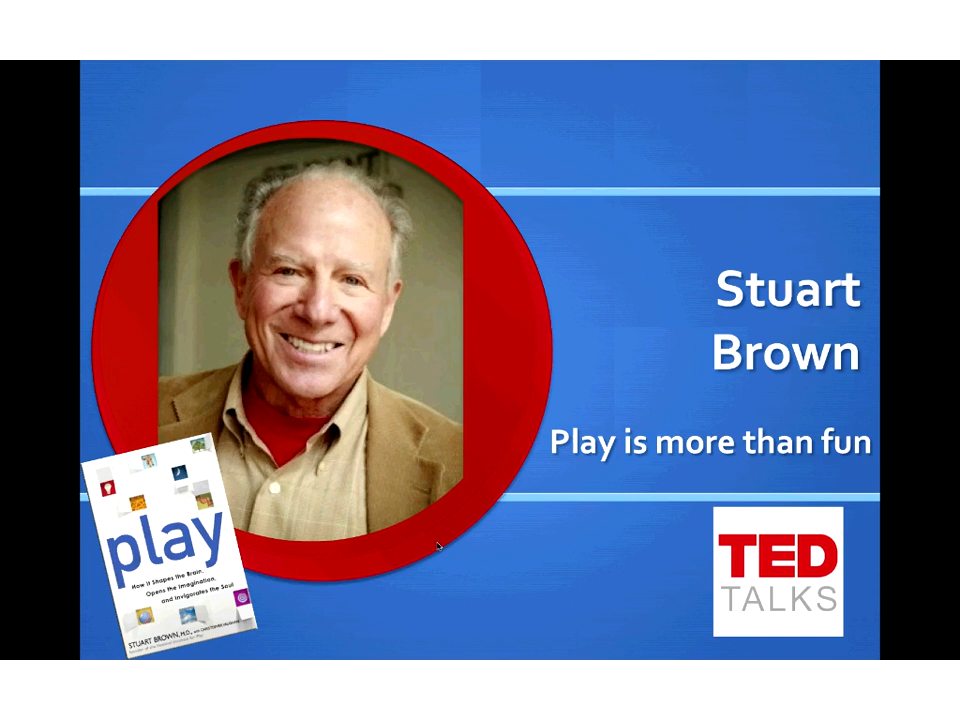 Stuart
Brown
Play is more than fun
play
How it Shapes the Brain,
Opens the Imagination,
and Invigorates the Soul
STUART BROWN, M.D.,
TED
TALKS